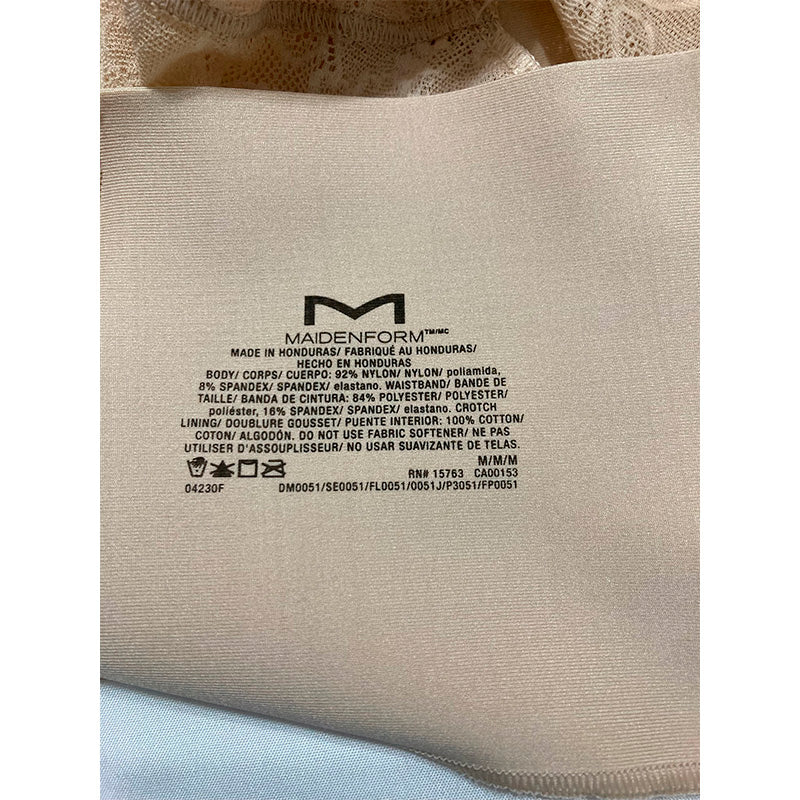 M
MAIDENFORM™/MC
MADE IN HONDURAS/ FABRIQUÉ AU HONDURAS/
HECHO EN HONDURAS
BODY/ CORPS/ CUERPO: 92% NYLON/ NYLON/ poliamida,
8% SPANDEX/ SPANDEX/ elastano. WAISTBAND/ BANDE DE
TAILLE/ BANDA DE CINTURA: 84% POLYESTER/ POLYESTER/
poliéster, 16% SPANDEX/ SPANDEX/ elastano. CROTCH
LINING/ DOUBLURE GOUSSET/ PUENTE INTERIOR: 100% COTTON/
COTON/ ALGODÓN. DO NOT USE FABRIC SOFTENER/ NE PAS
UTILISER D'ASSOUPLISSEUR/ NO USAR SUAVIZANTE DE TELAS.
M/M/M
RN# 15763 CA00153
04230F DM0051/SE0051/FL0051/0051J/P3051/FP0051